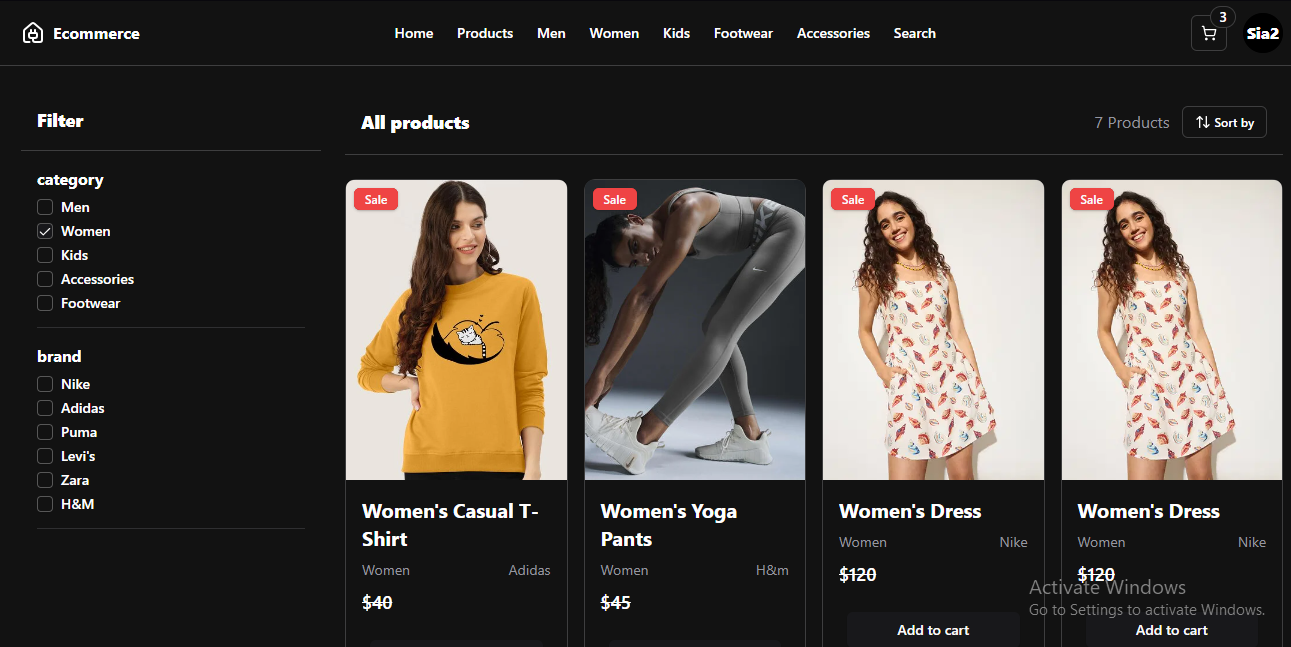 Ecommerce
Home Products Men Women Kids Footwear Accessories Search
3
Sia2
Filter
category
Men
Women
Kids
Accessories
Footwear
brand
Nike
Adidas
Puma
Levi's
Zara
H&M
All products
7 Products
Sort by
Sale
Women's Casual T-
Shirt
Women Adidas
$40
Sale
Women's Yoga
Pants
Women H&m
$45
Sale
Women's Dress
Women Nike
$120
Add to cart
Sale
Women's Dress
Women Nike
$120
Add to cart
Activate Windows
Go to Settings to activate Windows.